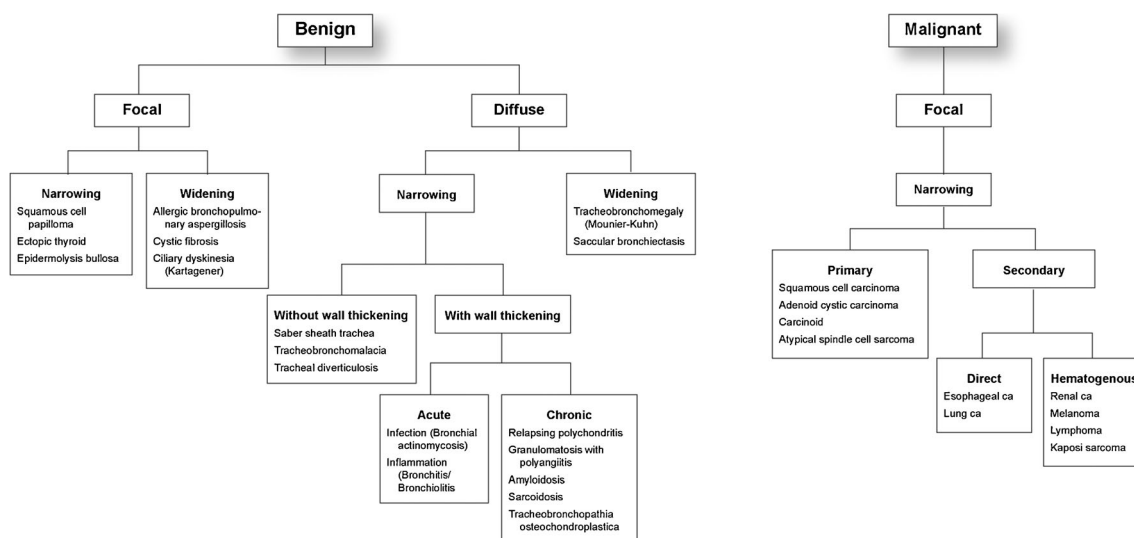 Benign
Malignant
Focal
Diffuse
Focal
Narrowing
Squamous cell
papilloma
Ectopic thyroid
Epidermolysis bullosa
Widening
Allergic bronchopulmo-
nary aspergillosis
Cystic fibrosis
Ciliary dyskinesia
(Kartagener)
Narrowing
Widening
Tracheobronchomegaly
(Mounier-Kuhn)
Saccular bronchiectasis
Narrowing
Without wall thickening
Saber sheath trachea
Tracheobronchomalacia
Tracheal diverticulosis
With wall thickening
Primary
Squamous cell carcinoma
Adenoid cystic carcinoma
Carcinoid
Atypical spindle cell sarcoma
Secondary
Acute
Infection (Bronchial
actinomycosis)
Inflammation
(Bronchitis/
Bronchiolitis
Chronic
Relapsing polychondritis
Granulomatosis with
polyangiitis
Amyloidosis
Sarcoidosis
Tracheobronchopathia
osteochondroplastica
Direct
Esophageal ca
Lung ca
Hematogenous
Renal ca
Melanoma
Lymphoma
Kaposi sarcoma